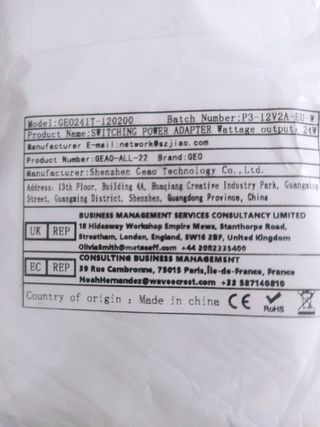 Model:GEO241T-120200 Batch Number:P3-12V2A-EU-W
Product Name:SWITCHING POWER ADAPTER Wattage output: 24W
Manufacturer E-mail:network@szjiao.com
Product Number:GEAO-ALL-22 Brand:GEO
Manufacturer:Shenzhen Geao Technology Co.,Ltd.
Address: 13th Floor, Building 4A, Huaqiang Creative Industry Park, Guangming
Street, Guangming District, Shenzhen, Guangdong Province, China
BUSINESS MANAGEMENT SERVICES CONSULTANCY LIMITED
UK REP 18 Hideaway Workshop Empire Mews, Stanthorpe Road,
Streatham, London, England, SW16 2BF, United Kingdom
OliviaSmith@metaseff.com +44 2082335400
CONSULTING BUSINESS MANAGEMENT
EC REP 39 Rue Cambronne, 75015 Paris,Île-de-France, France
NoahHernandez@waveecrest.com +33 587140810
Country of origin : Made in china CE RoHS